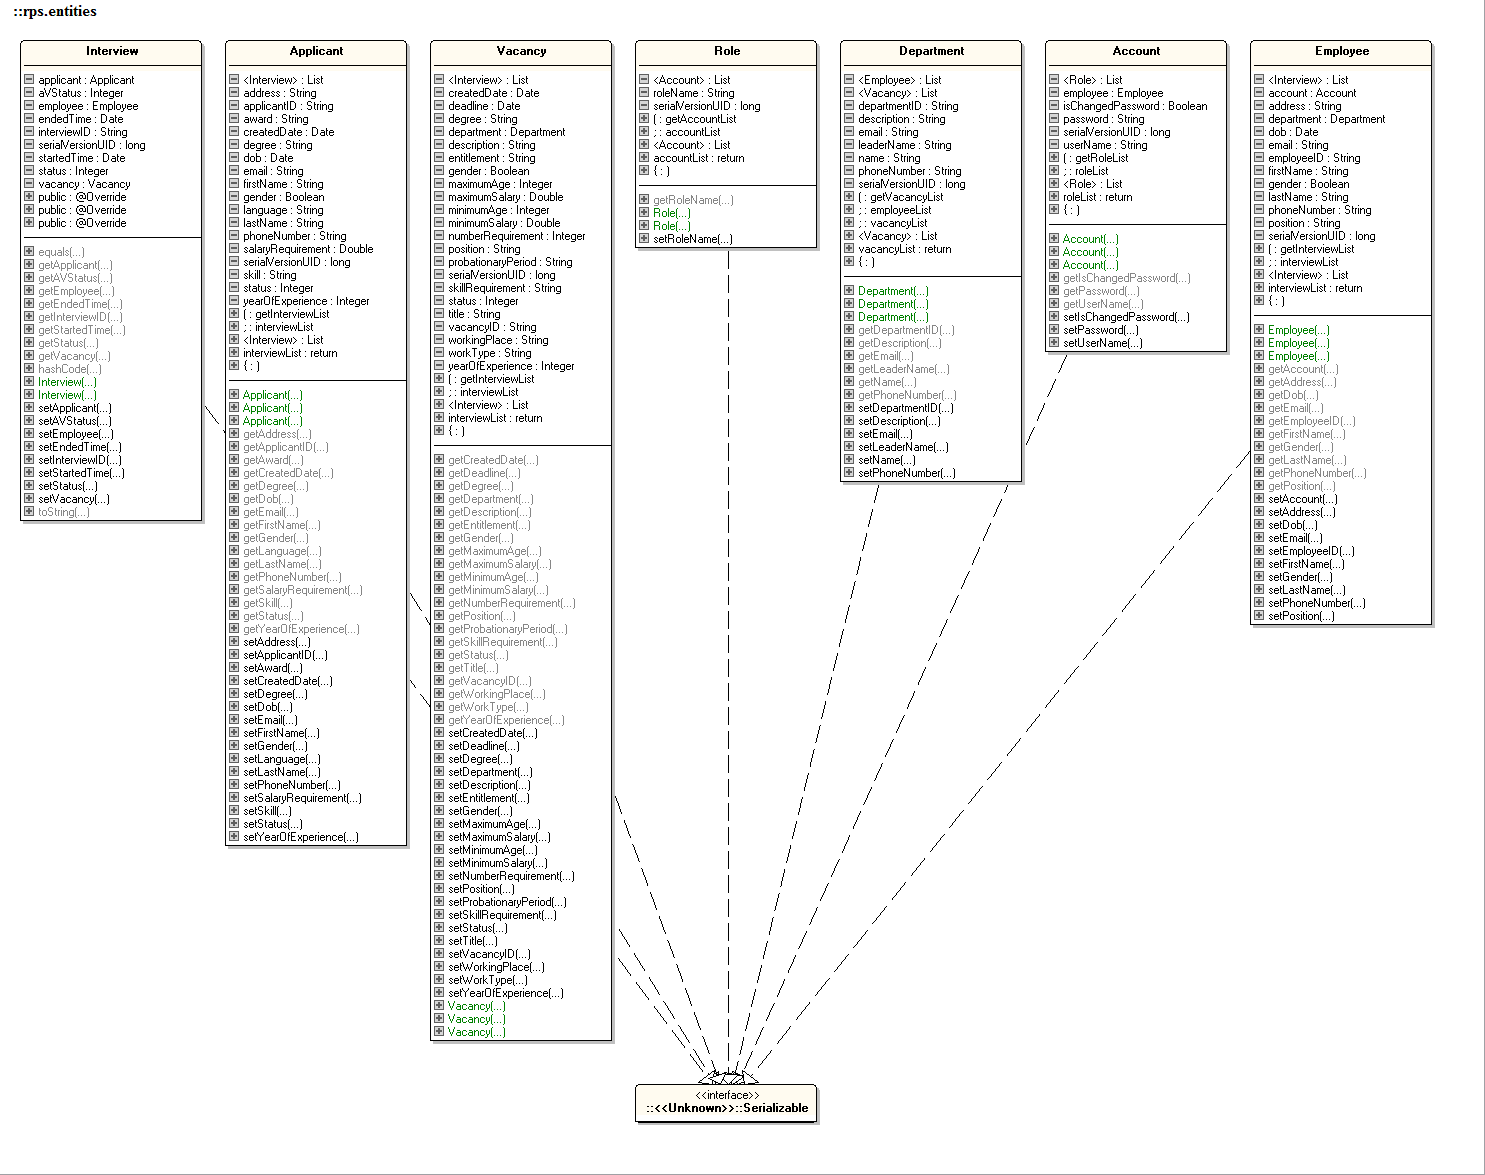 ::rps.entities
Interview
applicant : Applicant
aVStatus : Integer
employee : Employee
endedTime : Date
interviewID : String
serialVersionUID : long
startedTime : Date
status : Integer
vacancy : Vacancy
public : @Override
public : @Override
public : @Override
equals(...)
getApplicant(...)
getAVStatus(...)
getEmployee(...)
getEndedTime(...)
getInterviewID(...)
getStartedTime(...)
getStatus(...)
getVacancy(...)
hashCode(...)
Interview(...)
Interview(...)
setApplicant(...)
setAVStatus(...)
setEmployee(...)
setEndedTime(...)
setInterviewID(...)
setStartedTime(...)
setStatus(...)
setVacancy(...)
toString(...)
Applicant
<Interview> : List
address : String
applicantID : String
award : String
createdDate : Date
degree : String
dob : Date
email : String
firstName : String
gender : Boolean
language : String
lastName : String
phoneNumber : String
salaryRequirement : Double
serialVersionUID : long
skill : String
status : Integer
yearOfExperience : Integer
( : getInterviewList
; : interviewList
<Interview> : List
interviewList : return
{ : )
Applicant(...)
Applicant(...)
Applicant(...)
getAddress(...)
getApplicantID(...)
getAward(...)
getCreatedDate(...)
getDegree(...)
getDob(...)
getEmail(...)
getFirstName(...)
getGender(...)
getLanguage(...)
getLastName(...)
getPhoneNumber(...)
getSalaryRequirement(...)
getSkill(...)
getStatus(...)
getYearOfExperience(...)
setAddress(...)
setApplicantID(...)
setAward(...)
setCreatedDate(...)
setDegree(...)
setDob(...)
setEmail(...)
setFirstName(...)
setGender(...)
setLanguage(...)
setLastName(...)
setPhoneNumber(...)
setSalaryRequirement(...)
setSkill(...)
setStatus(...)
setYearOfExperience(...)
Vacancy
<Interview> : List
createdDate : Date
deadline : Date
degree : String
department : Department
description : String
entitlement : String
gender : Boolean
maximumAge : Integer
maximumSalary : Double
minimumAge : Integer
minimumSalary : Double
numberRequirement : Integer
position : String
probationaryPeriod : String
serialVersionUID : long
skillRequirement : String
status : Integer
title : String
vacancyID : String
workingPlace : String
workType : String
yearOfExperience : Integer
( : getInterviewList
; : interviewList
<Interview> : List
interviewList : return
{ : )
getCreatedDate(...)
getDeadline(...)
getDegree(...)
getDepartment(...)
getDescription(...)
getEntitlement(...)
getGender(...)
getMaximumAge(...)
getMaximumSalary(...)
getMinimumAge(...)
getMinimumSalary(...)
getNumberRequirement(...)
getPosition(...)
getProbationaryPeriod(...)
getSkillRequirement(...)
getStatus(...)
getTitle(...)
getVacancyID(...)
getWorkingPlace(...)
getWorkType(...)
getYearOfExperience(...)
setCreatedDate(...)
setDeadline(...)
setDegree(...)
setDepartment(...)
setDescription(...)
setEntitlement(...)
setGender(...)
setMaximumAge(...)
setMaximumSalary(...)
setMinimumAge(...)
setMinimumSalary(...)
setNumberRequirement(...)
setPosition(...)
setProbationaryPeriod(...)
setSkillRequirement(...)
setStatus(...)
setTitle(...)
setVacancyID(...)
setWorkingPlace(...)
setWorkType(...)
setYearOfExperience(...)
Vacancy(...)
Vacancy(...)
Vacancy(...)
Role
<Account> : List
roleName : String
serialVersionUID : long
( : getAccountList
; : accountList
<Account> : List
accountList : return
{ : )
getRoleName(...)
Role(...)
Role(...)
setRoleName(...)
Department
<Employee> : List
<Vacancy> : List
departmentID : String
description : String
email : String
leaderName : String
name : String
phoneNumber : String
serialVersionUID : long
( : getVacancyList
; : employeeList
; : vacancyList
<Vacancy> : List
vacancyList : return
{ : )
Department(...)
Department(...)
Department(...)
getDepartmentID(...)
getDescription(...)
getEmail(...)
getLeaderName(...)
getName(...)
getPhoneNumber(...)
setDepartmentID(...)
setDescription(...)
setEmail(...)
setLeaderName(...)
setName(...)
setPhoneNumber(...)
Account
<Role> : List
employee : Employee
isChangedPassword : Boolean
password : String
serialVersionUID : long
userName : String
( : getRoleList
; : roleList
<Role> : List
roleList : return
{ : )
Account(...)
Account(...)
Account(...)
getIsChangedPassword(...)
getPassword(...)
getUserName(...)
setIsChangedPassword(...)
setPassword(...)
setUserName(...)
Employee
<Interview> : List
account : Account
address : String
department : Department
dob : Date
email : String
employeeID : String
firstName : String
gender : Boolean
lastName : String
phoneNumber : String
position : String
serialVersionUID : long
( : getInterviewList
; : interviewList
<Interview> : List
interviewList : return
{ : )
Employee(...)
Employee(...)
Employee(...)
getAccount(...)
getAddress(...)
getDob(...)
getEmail(...)
getEmployeeID(...)
getFirstName(...)
getGender(...)
getLastName(...)
getPhoneNumber(...)
getPosition(...)
setAccount(...)
setAddress(...)
setDob(...)
setEmail(...)
setEmployeeID(...)
setFirstName(...)
setGender(...)
setLastName(...)
setPhoneNumber(...)
setPosition(...)
<<interface>>
::<<Unknown>>::Serializable